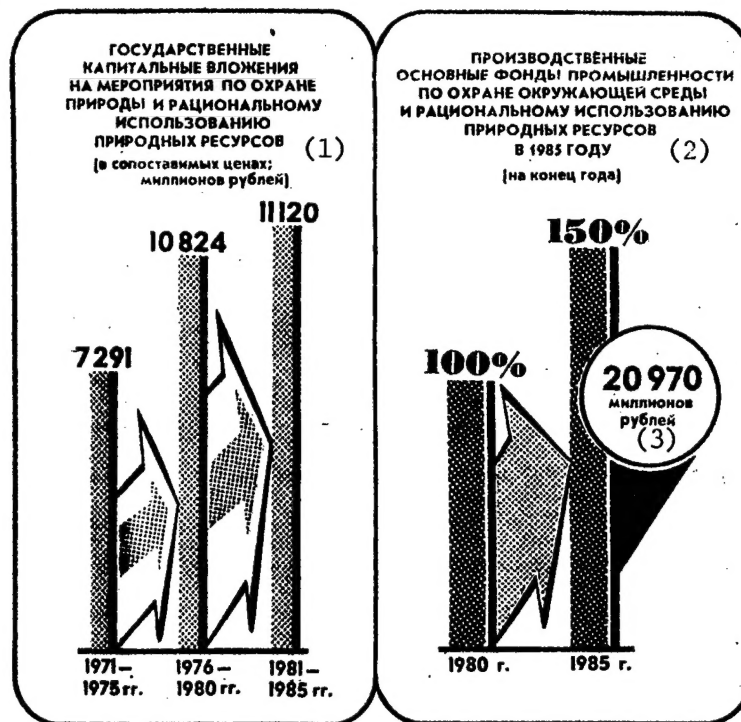 ГОСУДАРСТВЕННЫЕ
КАПИТАЛЬНЫЕ ВЛОЖЕНИЯ
НА МЕРОПРИЯТИЯ ПО ОХРАНЕ
ПРИРОДЫ И РАЦИОНАЛЬНОМУ
ИСПОЛЬЗОВАНИЮ
ПРИРОДНЫХ РЕСУРСОВ (1)
(в сопоставимых ценах;
миллионов рублей)
7291
10 824
11120
1971–
1975 гг.
1976–
1980 гг.
1981–
1985 гг.
ПРОИЗВОДСТВЕННЫЕ
ОСНОВНЫЕ ФОНДЫ ПРОМЫШЛЕННОСТИ
ПО ОХРАНЕ ОКРУЖАЮЩЕЙ СРЕДЫ
И РАЦИОНАЛЬНОМУ ИСПОЛЬЗОВАНИЮ
ПРИРОДНЫХ РЕСУРСОВ
В 1985 ГОДУ (2)
(на конец года)
100%
150%
20 970
миллионов
рублей
(3)
1980 г.
1985 г.